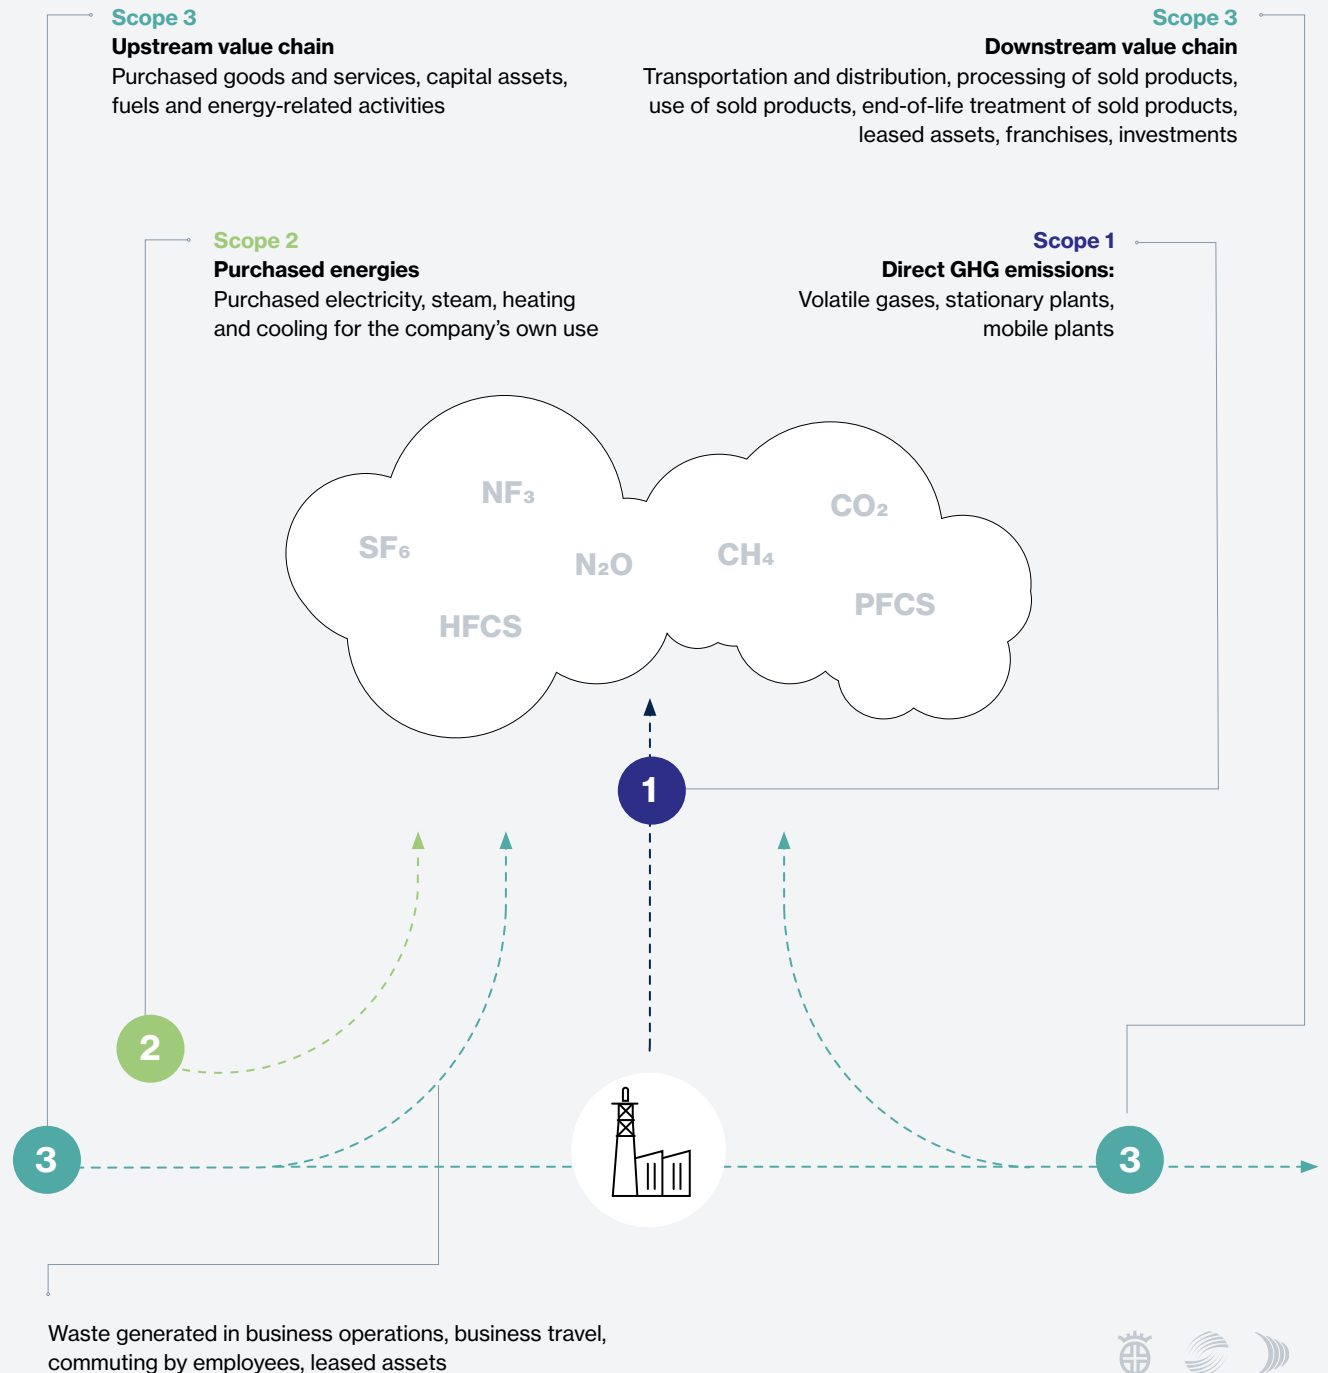 Scope 3
Upstream value chain
Purchased goods and services, capital assets,
fuels and energy-related activities
Scope 3
Downstream value chain
Transportation and distribution, processing of sold products,
use of sold products, end-of-life treatment of sold products,
leased assets, franchises, investments
Scope 2
Purchased energies
Purchased electricity, steam, heating
and cooling for the company’s own use
Scope 1
Direct GHG emissions:
Volatile gases, stationary plants,
mobile plants
NF₃
CO₂
SF₆
N₂O
CH₄
PFCS
HFCS
1
2
3
3
Waste generated in business operations, business travel,
commuting by employees, leased assets